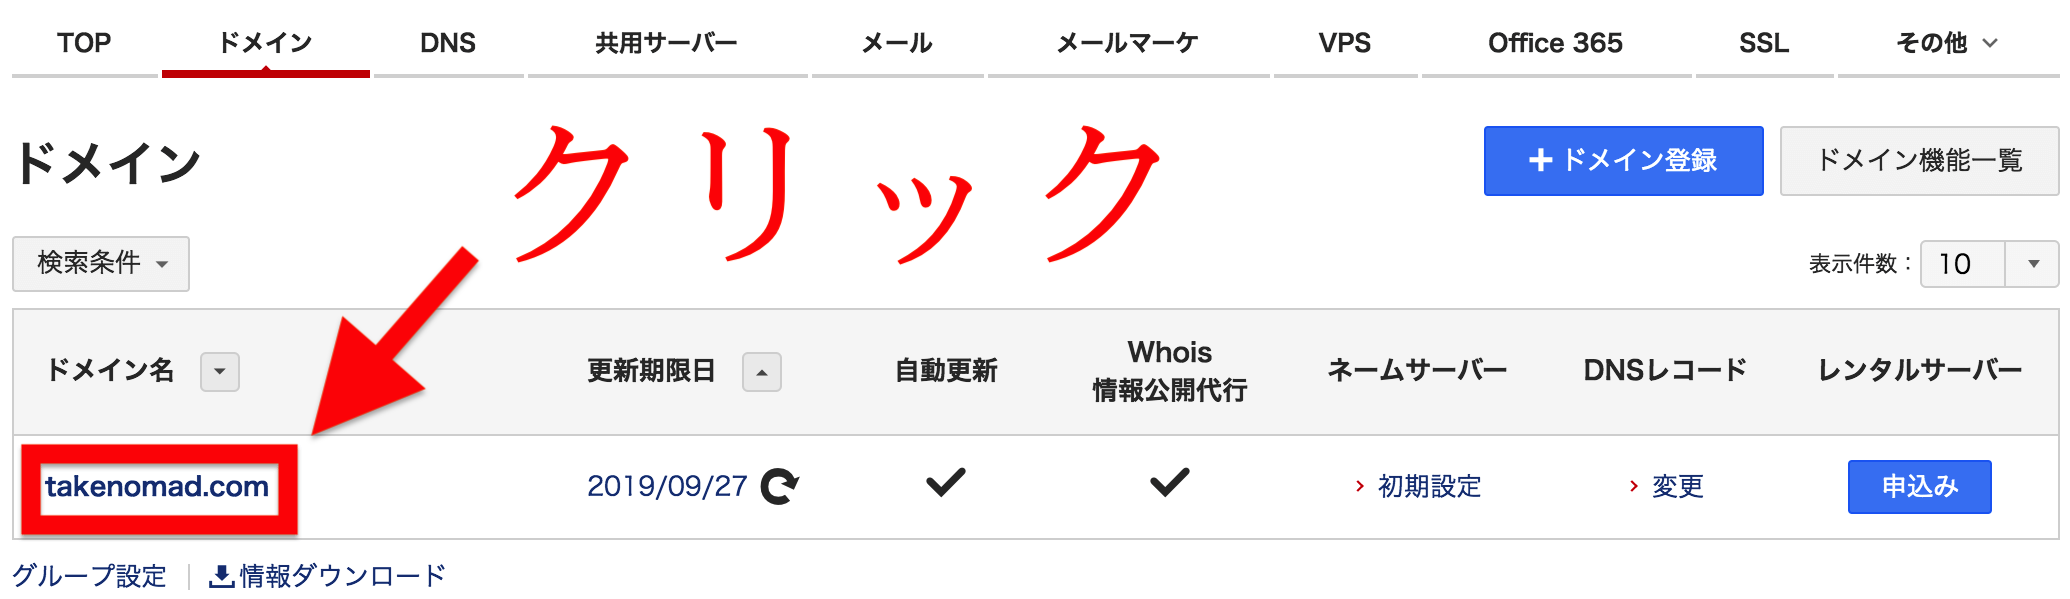 TOP ドメイン DNS 共用サーバー メール メールマーケ VPS Office 365 SSL その他
クリック
ドメイン
+ ドメイン登録 ドメイン機能一覧
検索条件
表示件数： 10
ドメイン名 更新期限日 自動更新 Whois 情報公開代行 ネームサーバー DNSレコード レンタルサーバー
takenomad.com 2019/09/27 初期設定 変更 申込み
グループ設定 情報ダウンロード